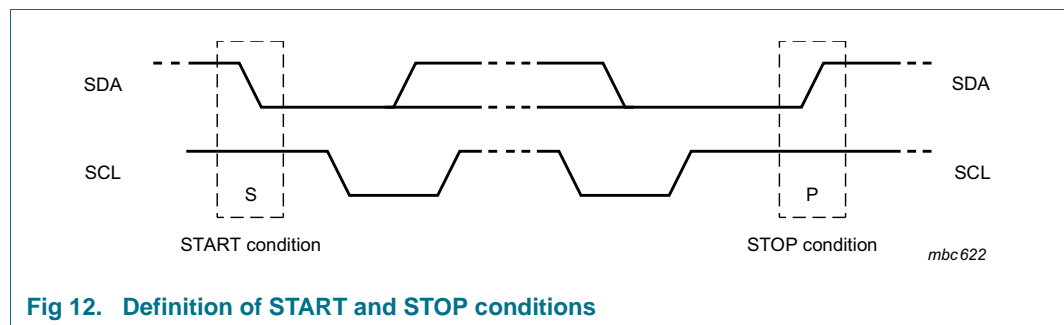 SDA SDA
SCL SCL
S P
START condition STOP condition
mbc622
Fig 12. Definition of START and STOP conditions